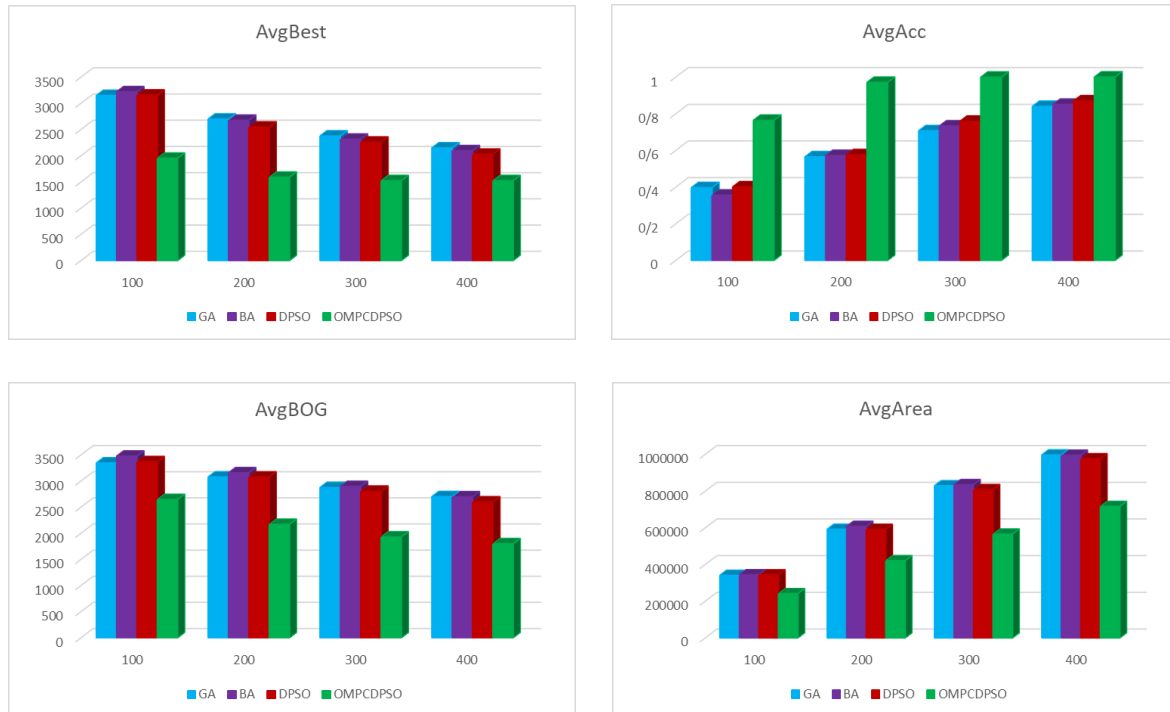 AvgBest
3500
3000
2500
2000
1500
1000
500
0
100 200 300 400
GA BA DPSO OMPCDPSO
AvgAcc
1
0/8
0/6
0/4
0/2
0
100 200 300 400
GA BA DPSO OMPCDPSO
AvgBOG
3500
3000
2500
2000
1500
1000
500
0
100 200 300 400
GA BA DPSO OMPCDPSO
AvgArea
1000000
800000
600000
400000
200000
0
100 200 300 400
GA BA DPSO OMPCDPSO